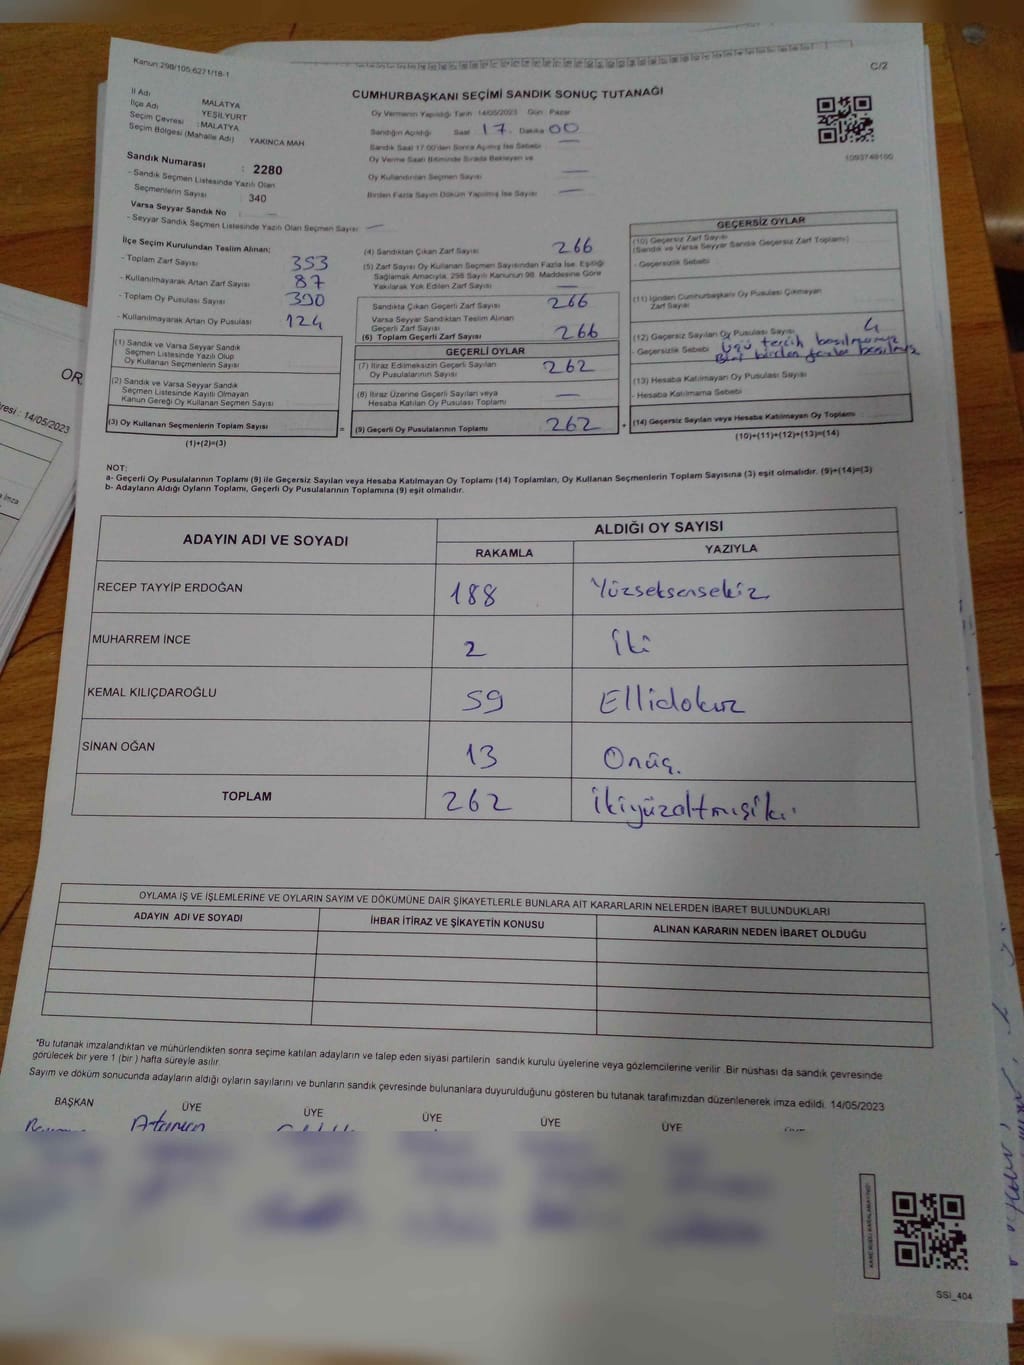 Kanun:298/105:6271/18-1
C/2
CUMHURBAŞKANI SEÇİMİ SANDIK SONUÇ TUTANAĞI
İl Adı : MALATYA
İlçe Adı : YEŞİLYURT
Seçim Çevresi : MALATYA
Seçim Bölgesi (Mahalle Adı) YAKINCA MAH
Oy Vermenin Yapıldığı Tarih 14/05/2023 Gün: Pazar
Sandığın Açıldığı Saat 17. Dakika 00
Sandık Saat 17:00'den Sonra Açılmış İse Sebebi —
Oy Verme Saati Bitiminde Sırada Bekleyen ve
Oy Kullandırılan Seçmen Sayısı —
Birden Fazla Sayım Döküm Yapılmış İse Sayısı —
Sandık Numarası : 2280
- Sandık Seçmen Listesinde Yazılı Olan
Seçmenlerin Sayısı : 340
Varsa Seyyar Sandık No :
- Seyyar Sandık Seçmen Listesinde Yazılı Olan Seçmen Sayısı —
İlçe Seçim Kurulundan Teslim Alınan;
- Toplam Zarf Sayısı 353
- Kullanılmayarak Artan Zarf Sayısı 87
- Toplam Oy Pusulası Sayısı 390
- Kullanılmayarak Artan Oy Pusulası 124
(1) Sandık ve Varsa Seyyar Sandık
Seçmen Listesinde Yazılı Olup
Oy Kullanan Seçmenlerin Sayısı
(2) Sandık ve Varsa Seyyar Sandık
Seçmen Listesinde Kayıtlı Olmayan
Kanun Gereği Oy Kullanan Seçmen Sayısı
(3) Oy Kullanan Seçmenlerin Toplam Sayısı
(1)+(2)=(3)
(4) Sandıktan Çıkan Zarf Sayısı 266
(5) Zarf Sayısı Oy Kullanan Seçmen Sayısından Fazla İse, Eşitliği
Sağlamak Amacıyla, 298 Sayılı Kanunun 98. Maddesine Göre
Yakılarak Yok Edilen Zarf Sayısı —
Sandıkta Çıkan Geçerli Zarf Sayısı 266
Varsa Seyyar Sandıktan Teslim Alınan
Geçerli Zarf Sayısı
(6) Toplam Geçerli Zarf Sayısı 266
GEÇERLİ OYLAR
(7) İtiraz Edilmeksizin Geçerli Sayılan
Oy Pusulalarının Sayısı 262
(8) İtiraz Üzerine Geçerli Sayılan veya
Hesaba Katılan Oy Pusulası Toplamı —
(9) Geçerli Oy Pusulalarının Toplamı 262
GEÇERSİZ OYLAR
(10) Geçersiz Zarf Sayısı
(Sandık ve Varsa Seyyar Sandık Geçersiz Zarf Toplamı)
- Geçersizlik Sebebi
(11) İçinden Cumhurbaşkanı Oy Pusulası Çıkmayan
Zarf Sayısı
(12) Geçersiz Sayılan Oy Pusulası Sayısı 4
- Geçersizlik Sebebi Üçü tercih basılmamış
Biri birden fazla basılmış
(13) Hesaba Katılmayan Oy Pusulası Sayısı
- Hesaba Katılmama Sebebi
(14) Geçersiz Sayılan veya Hesaba Katılmayan Oy Toplamı
(10)+(11)+(12)+(13)=(14)
NOT:
a- Geçerli Oy Pusulalarının Toplamı (9) ile Geçersiz Sayılan veya Hesaba Katılmayan Oy Toplamı (14) Toplamları, Oy Kullanan Seçmenlerin Toplam Sayısına (3) eşit olmalıdır. (9)+(14)=(3)
b- Adayların Aldığı Oyların Toplamı, Geçerli Oy Pusulalarının Toplamına (9) eşit olmalıdır.
ADAYIN ADI VE SOYADI ALDIĞI OY SAYISI
RAKAMLA YAZIYLA
RECEP TAYYİP ERDOĞAN 188 Yüzseksensekiz
MUHARREM İNCE 2 İki
KEMAL KILIÇDAROĞLU 59 Ellidokuz
SİNAN OĞAN 13 Onüç.
TOPLAM 262 İkiyüzaltmışiki
OYLAMA İŞ VE İŞLEMLERİNE VE OYLARIN SAYIM VE DÖKÜMÜNE DAİR ŞİKAYETLERLE BUNLARA AİT KARARLARIN NELERDEN İBARET BULUNDUKLARI
ADAYIN ADI VE SOYADI İHBAR İTİRAZ VE ŞİKAYETİN KONUSU ALINAN KARARIN NEDEN İBARET OLDUĞU
*Bu tutanak imzalandıktan ve mühürlendikten sonra seçime katılan adayların ve talep eden siyasi partilerin sandık kurulu üyelerine veya gözlemcilerine verilir .Bir nüshası da sandık çevresinde
görülecek bir yere 1 (bir ) hafta süreyle asılır.
Sayım ve döküm sonucunda adayların aldığı oyların sayılarını ve bunların sandık çevresinde bulunanlara duyurulduğunu gösteren bu tutanak tarafımızdan düzenlenerek imza edildi. 14/05/2023
BAŞKAN ÜYE ÜYE ÜYE ÜYE ÜYE
SSI_404
OR
resi : 14/05/2023